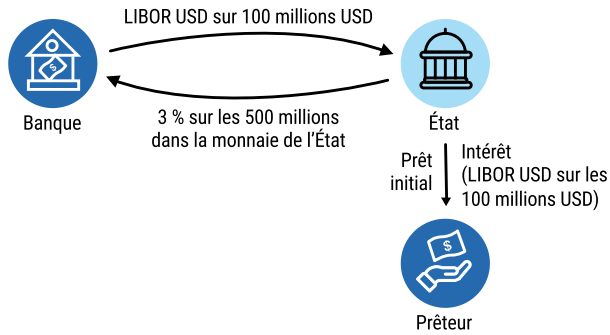 LIBOR USD sur 100 millions USD
Banque
État
3 % sur les 500 millions
dans la monnaie de l’État
Prêt
initial
Intérêt
(LIBOR USD sur les
100 millions USD)
Prêteur